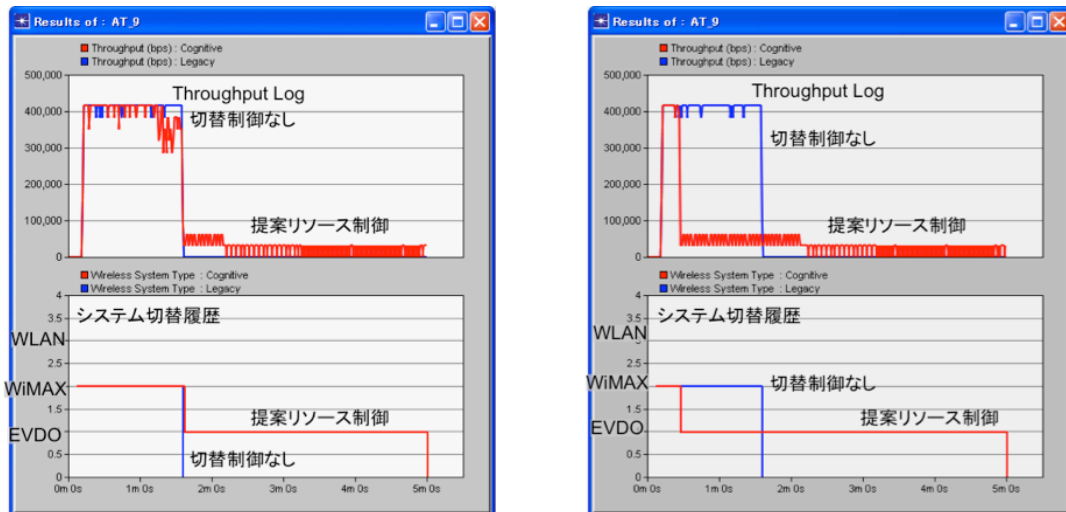 Results of : AT_9
Throughput (bps) : Cognitive
Throughput (bps) : Legacy
500,000
400,000
300,000
200,000
100,000
0
Throughput Log
切替制御なし
提案リソース制御
Wireless System Type : Cognitive
Wireless System Type : Legacy
4
3.5
WLAN
2.5
WiMAX
1.5
EVDO
0.5
0
システム切替履歴
提案リソース制御
切替制御なし
0m 0s
1m 0s
2m 0s
3m 0s
4m 0s
5m 0s
Results of : AT_9
Throughput (bps) : Cognitive
Throughput (bps) : Legacy
500,000
400,000
300,000
200,000
100,000
0
Throughput Log
切替制御なし
提案リソース制御
Wireless System Type : Cognitive
Wireless System Type : Legacy
4
3.5
WLAN
2.5
WiMAX
1.5
EVDO
0.5
0
システム切替履歴
切替制御なし
提案リソース制御
0m 0s
1m 0s
2m 0s
3m 0s
4m 0s
5m 0s